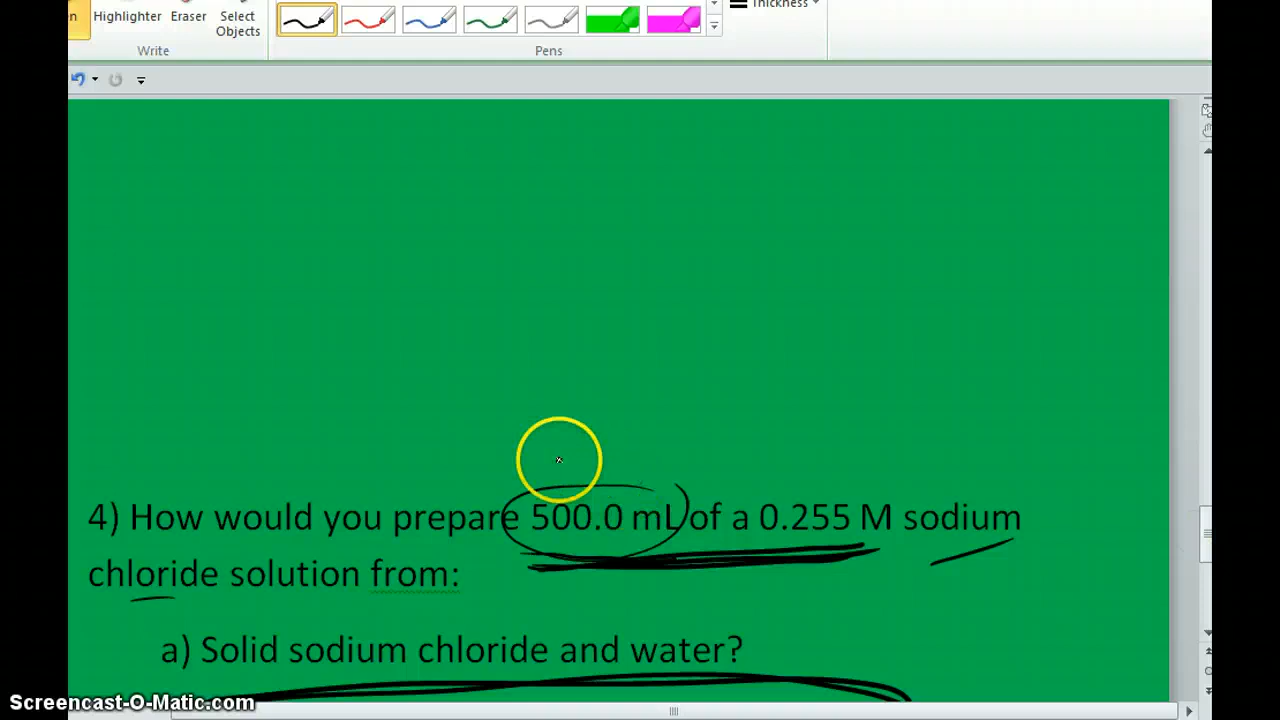 Highlighter Eraser Select Thickness
Objects
Write Pens
4) How would you prepare 500.0 mL of a 0.255 M sodium
chloride solution from:
a) Solid sodium chloride and water?
Screencast-O-Matic.com